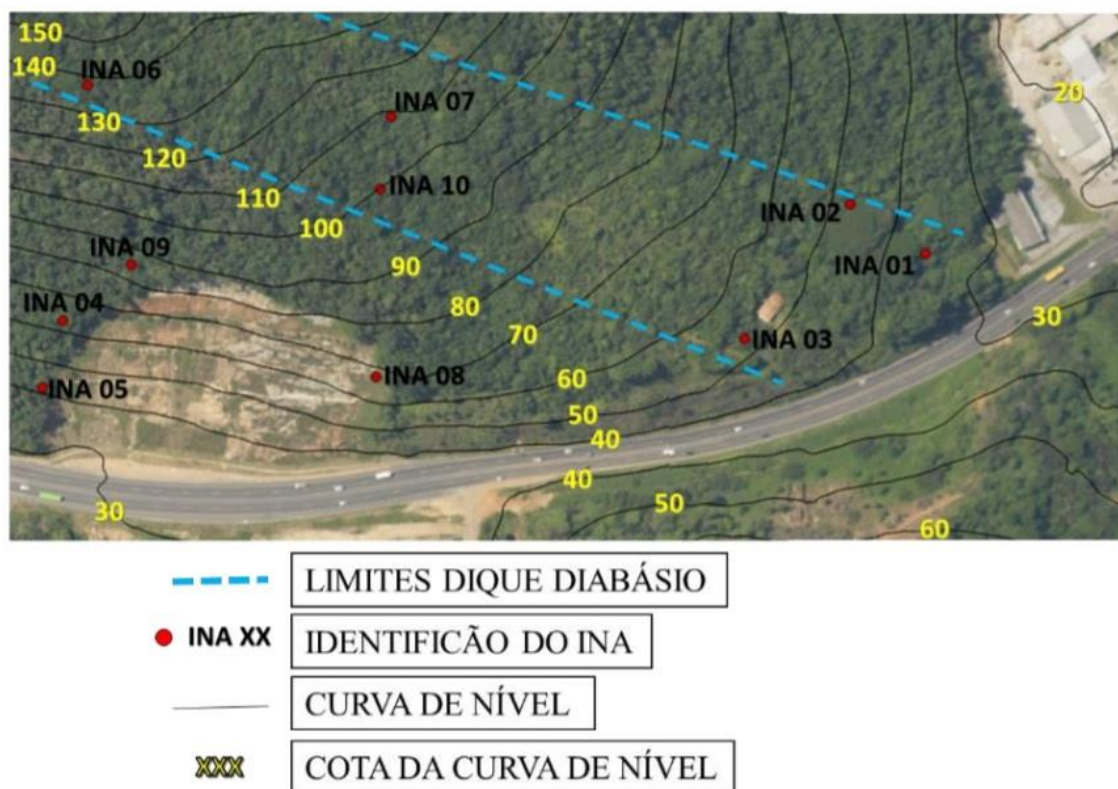 150
140
INA 06
130
120
INA 07
110
INA 10
100
INA 09
90
INA 04
80
70
INA 05
INA 08
60
50
40
40
50
60
30
INA 02
INA 01
INA 03
30
20
LIMITES DIQUE DIABÁSIO
INA XX
IDENTIFICÃO DO INA
CURVA DE NÍVEL
XXX
COTA DA CURVA DE NÍVEL